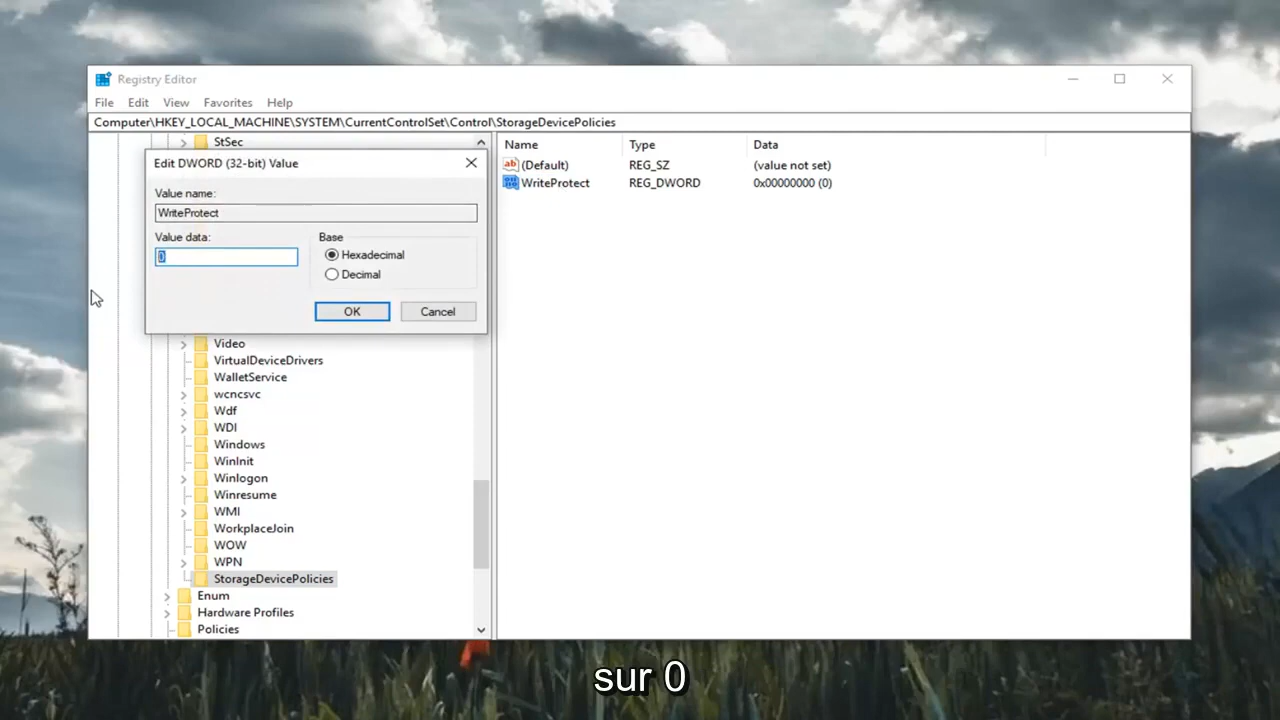 Registry Editor
File Edit View Favorites Help
Computer\HKEY_LOCAL_MACHINE\SYSTEM\CurrentControlSet\Control\StorageDevicePolicies
StSec
Edit DWORD (32-bit) Value
Value name:
WriteProtect
Value data:
0
Base
Hexadecimal
Decimal
OK Cancel
Video
VirtualDeviceDrivers
WalletService
wcncsvc
Wdf
WDI
Windows
WinInit
Winlogon
Winresume
WMI
WorkplaceJoin
WOW
WPN
StorageDevicePolicies
Enum
Hardware Profiles
Policies
Name Type Data
ab (Default) REG_SZ (value not set)
WriteProtect REG_DWORD 0x00000000 (0)
sur 0